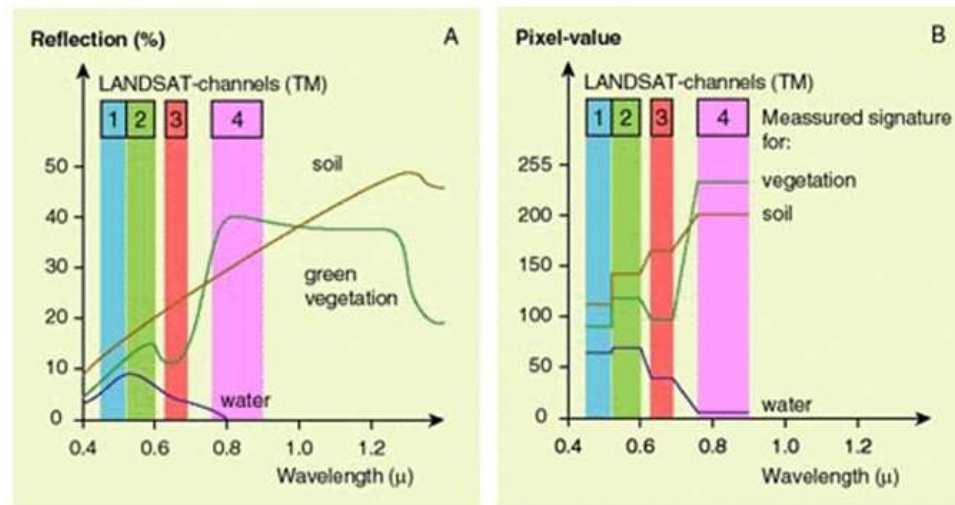 Reflection (%)
A
LANDSAT-channels (TM)
1 2 3 4
50
40
30
20
10
0
soil
green
vegetation
water
0.4 0.6 0.8 1.0 1.2
Wavelength (μ)
Pixel-value
B
LANDSAT-channels (TM)
1 2 3 4
Meassured signature
for:
255
200
150
100
50
0
vegetation
soil
water
0.4 0.6 0.8 1.0 1.2
Wavelength (μ)